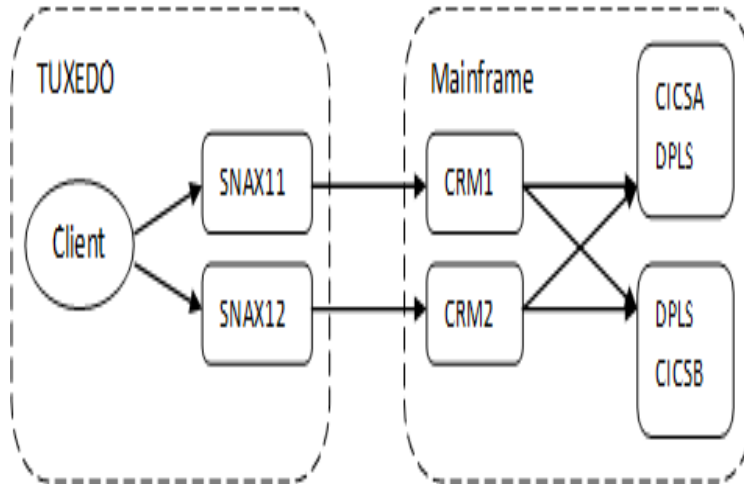 TUXEDO
Client
SNAX11
SNAX12
Mainframe
CRM1
CRM2
CICSA
DPLS
DPLS
CICSB